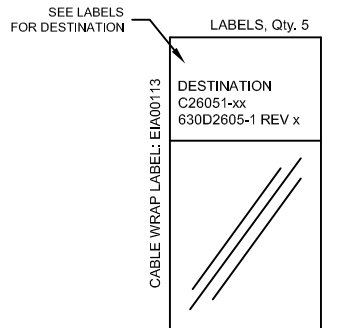 SEE LABELS
FOR DESTINATION
LABELS, Qty. 5
CABLE WRAP LABEL: EIA00113
DESTINATION
C26051-xx
630D2605-1 REV x